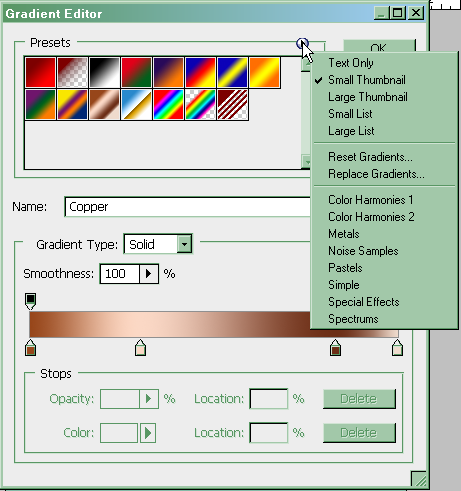 Gradient Editor
Presets
OK
Text Only
Small Thumbnail
Large Thumbnail
Small List
Large List
Reset Gradients...
Replace Gradients...
Color Harmonies 1
Color Harmonies 2
Metals
Noise Samples
Pastels
Simple
Special Effects
Spectrums
Name: Copper
Gradient Type: Solid
Smoothness: 100 %
Stops
Opacity: % Location: % Delete
Color: Location: % Delete